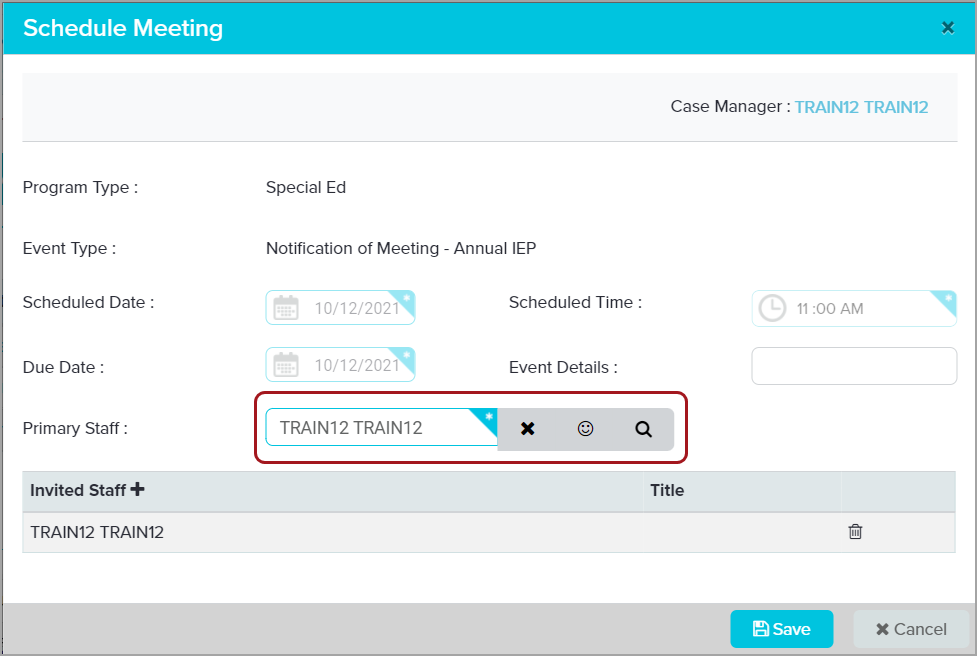 Schedule Meeting
Case Manager : TRAIN12 TRAIN12
Program Type : Special Ed
Event Type : Notification of Meeting - Annual IEP
Scheduled Date : 10/12/2021 Scheduled Time : 11 :00 AM
Due Date : 10/12/2021 Event Details :
Primary Staff : TRAIN12 TRAIN12
Invited Staff Title
TRAIN12 TRAIN12
Save Cancel